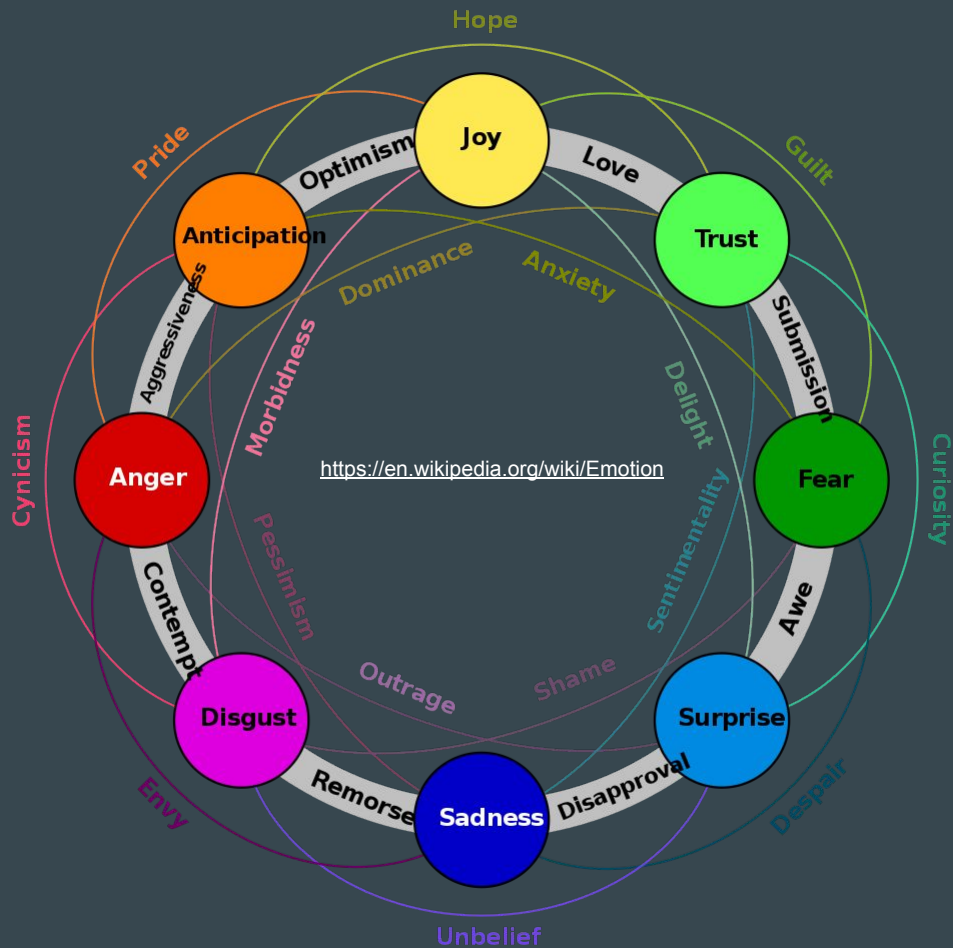 Hope
Joy
Pride
Guilt
Optimism
Love
Anticipation
Trust
Dominance
Anxiety
Aggressiveness
Submission
Morbidness
Delight
Cynicism
Anger
https://en.wikipedia.org/wiki/Emotion
Fear
Curiosity
Pessimism
Sentimentality
Contempt
Awe
Outrage
Shame
Disgust
Surprise
Envy
Remorse
Sadness
Disapproval
Despair
Unbelief